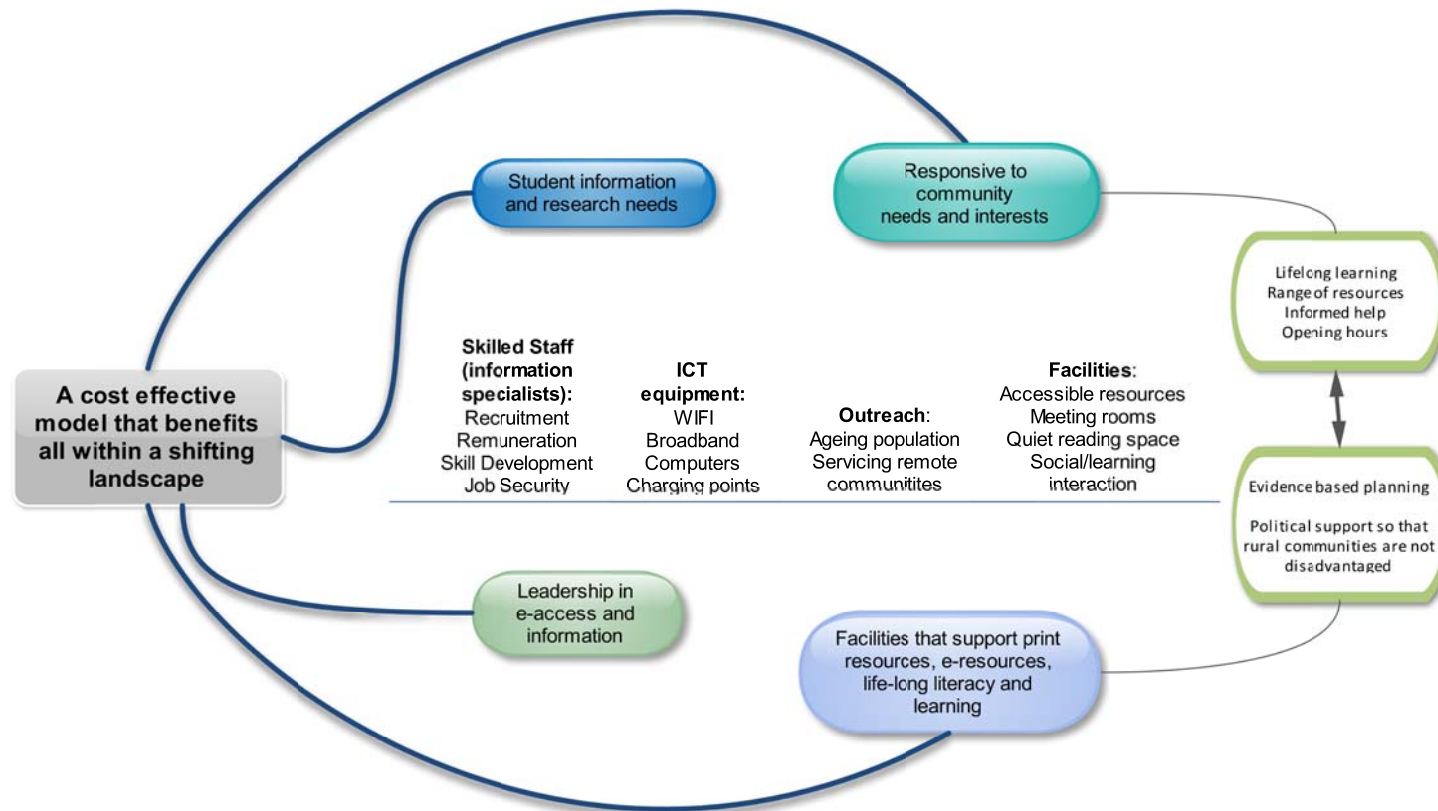 Student information
and research needs
Responsive to
community
needs and interests
Lifelong learning
Range of resources
Informed help
Opening hours
A cost effective
model that benefits
all within a shifting
landscape
Skilled Staff
(information
specialists):
Recruitment
Remuneration
Skill Development
Job Security
ICT
equipment:
WIFI
Broadband
Computers
Charging points
Outreach:
Ageing population
Servicing remote
communitites
Facilities:
Accessible resources
Meeting rooms
Quiet reading space
Social/learning
interaction
Evidence based planning
Political support so that
rural communities are not
disadvantaged
Leadership in
e-access and
information
Facilities that support print
resources, e-resources,
life-long literacy and
learning